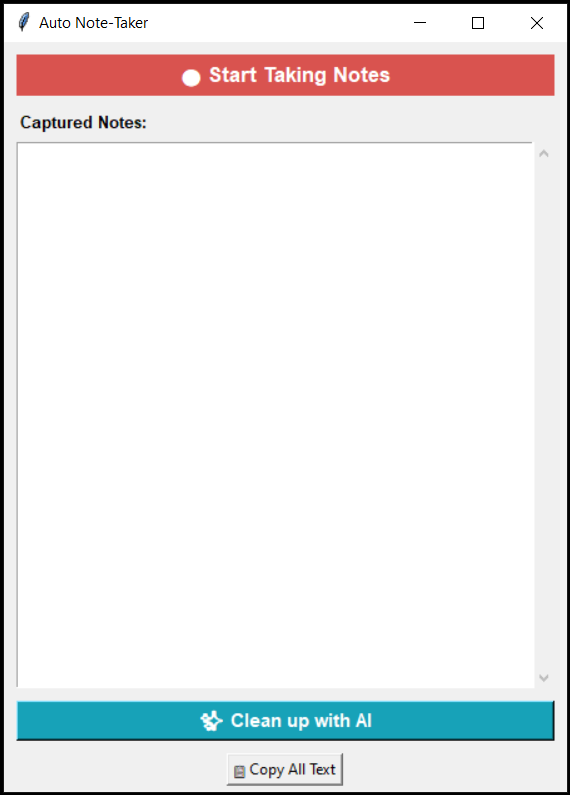 Auto Note-Taker
Start Taking Notes
Captured Notes:
Clean up with AI
Copy All Text